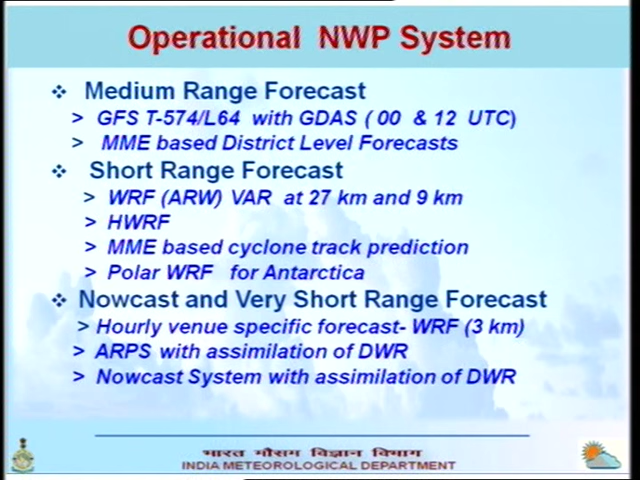 Operational NWP System
❖ Medium Range Forecast
> GFS T-574/L64 with GDAS ( 00 & 12 UTC)
> MME based District Level Forecasts
❖ Short Range Forecast
> WRF (ARW) VAR at 27 km and 9 km
> HWRF
> MME based cyclone track prediction
> Polar WRF for Antarctica
❖ Nowcast and Very Short Range Forecast
> Hourly venue specific forecast- WRF (3 km)
> ARPS with assimilation of DWR
> Nowcast System with assimilation of DWR
भारत मौसम विज्ञान विभाग
INDIA METEOROLOGICAL DEPARTMENT